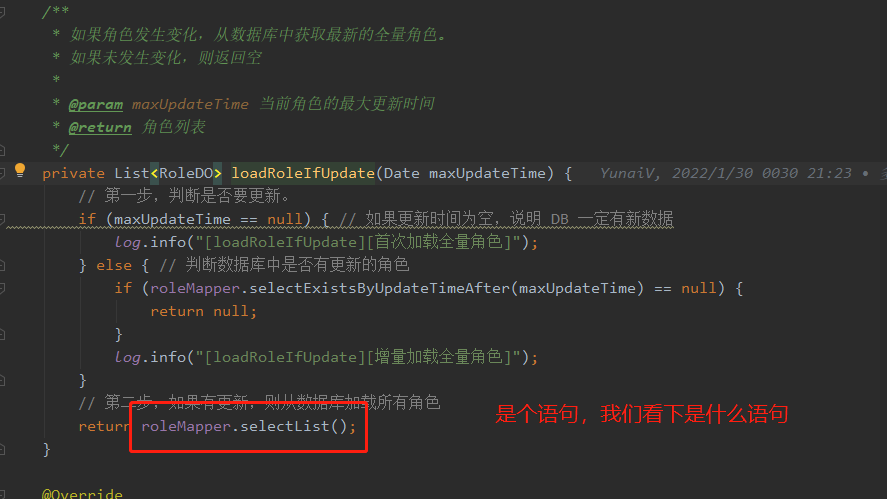 /**
* 如果角色发生变化，从数据库中获取最新的全量角色。
* 如果未发生变化，则返回空
*
* @param maxUpdateTime 当前角色的最大更新时间
* @return 角色列表
*/
private List<RoleDO> loadRoleIfUpdate(Date maxUpdateTime) { YunaiV, 2022/1/30 0030 21:23 •
// 第一步，判断是否要更新。
if (maxUpdateTime == null) { // 如果更新时间为空，说明 DB 一定有新数据
log.info("[loadRoleIfUpdate][首次加载全量角色]");
} else { // 判断数据库中是否有更新的角色
if (roleMapper.selectExistsByUpdateTimeAfter(maxUpdateTime) == null) {
return null;
}
log.info("[loadRoleIfUpdate][增量加载全量角色]");
}
// 第二步，如果有更新，则从数据库加载所有角色
return roleMapper.selectList(); 是个语句，我们看下是什么语句
}
@Override